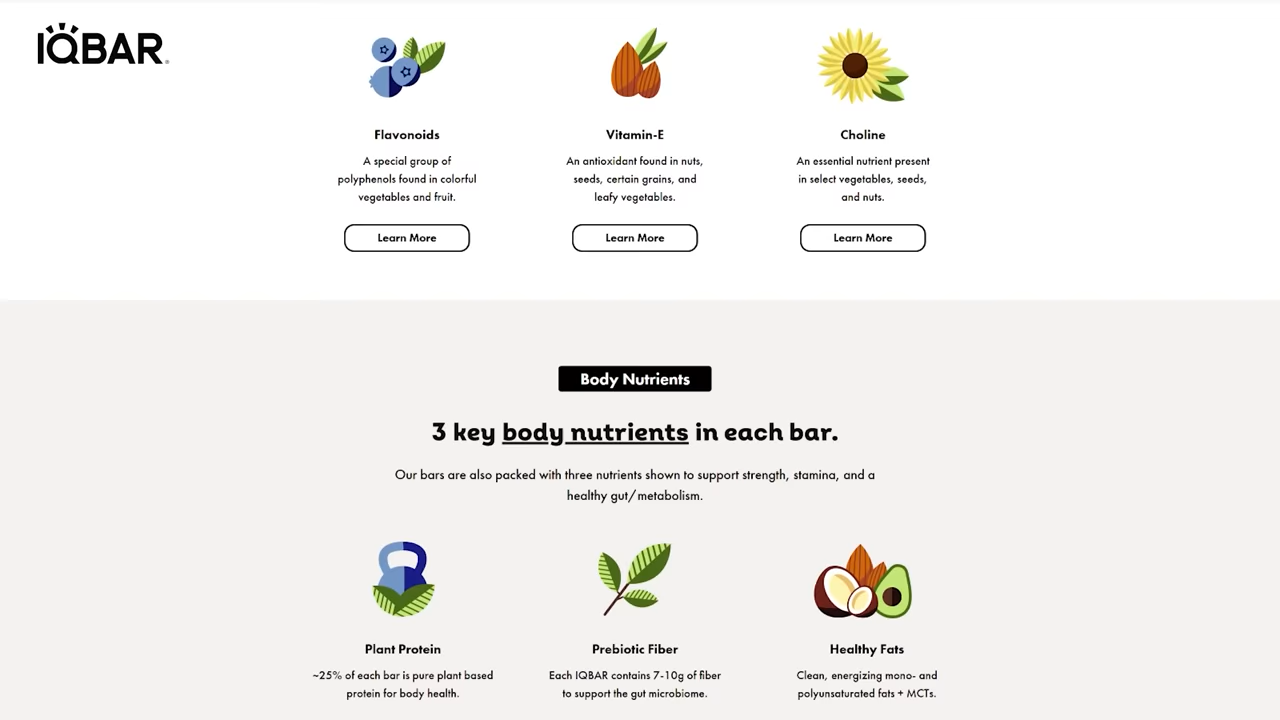 IQBAR
Flavonoids
A special group of
polyphenols found in colorful
vegetables and fruit.
Learn More
Vitamin-E
An antioxidant found in nuts,
seeds, certain grains, and
leafy vegetables.
Learn More
Choline
An essential nutrient present
in select vegetables, seeds,
and nuts.
Learn More
Body Nutrients
3 key body nutrients in each bar.
Our bars are also packed with three nutrients shown to support strength, stamina, and a
healthy gut/metabolism.
Plant Protein
~25% of each bar is pure plant based
protein for body health.
Prebiotic Fiber
Each IQBAR contains 7-10g of fiber
to support the gut microbiome.
Healthy Fats
Clean, energizing mono- and
polyunsaturated fats + MCTs.